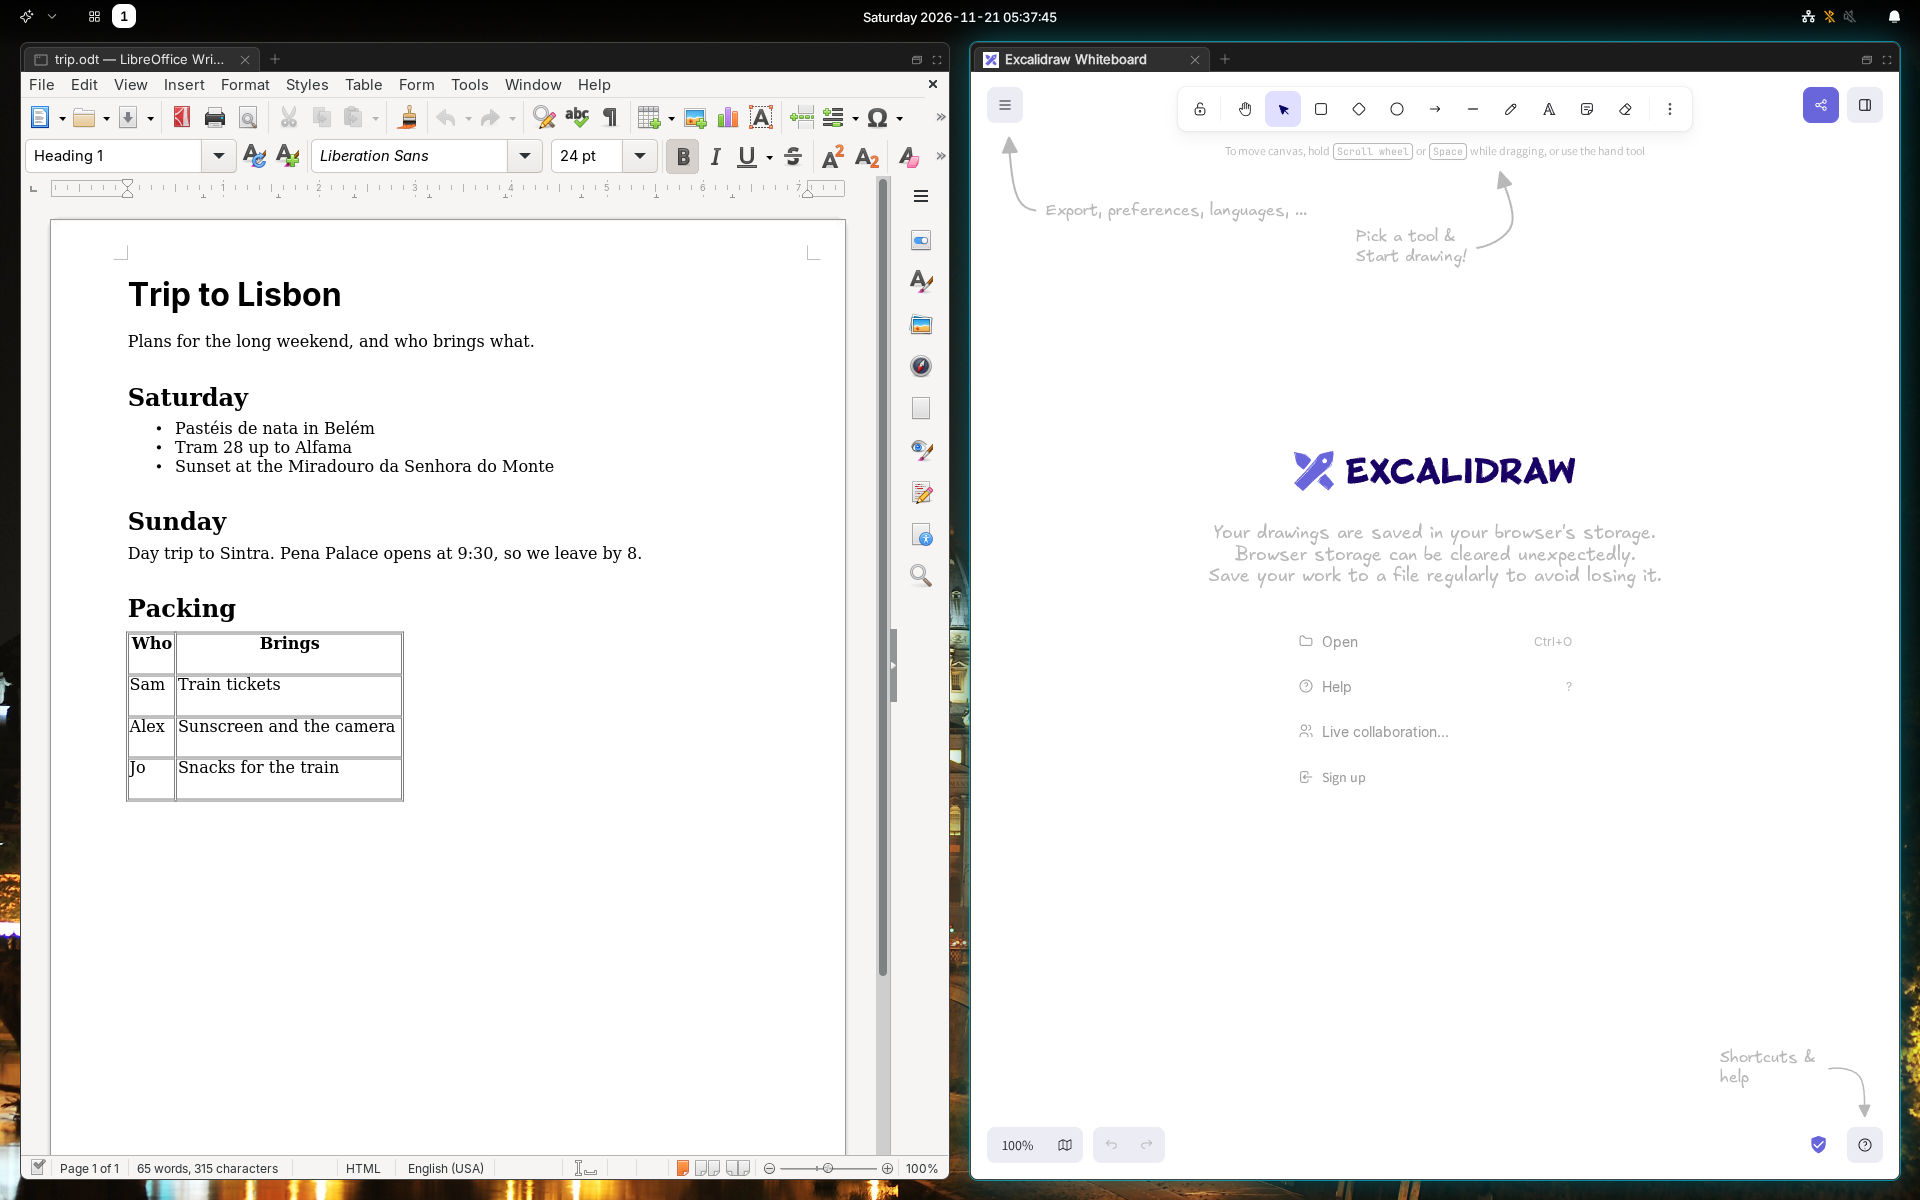 1
Saturday 2026-11-21 05:37:45
trip.odt — LibreOffice Wri...
File Edit View Insert Format Styles Table Form Tools Window Help
Heading 1
Liberation Sans
24 pt
1 2 3 4 5 6 7
Trip to Lisbon
Plans for the long weekend, and who brings what.
Saturday
• Pastéis de nata in Belém
• Tram 28 up to Alfama
• Sunset at the Miradouro da Senhora do Monte
Sunday
Day trip to Sintra. Pena Palace opens at 9:30, so we leave by 8.
Packing
Who Brings
Sam Train tickets
Alex Sunscreen and the camera
Jo Snacks for the train
Page 1 of 1 65 words, 315 characters HTML English (USA) 100%
Excalidraw Whiteboard
To move canvas, hold Scroll wheel or Space while dragging, or use the hand tool
Export, preferences, languages, ...
Pick a tool &
Start drawing!
EXCALIDRAW
Your drawings are saved in your browser's storage.
Browser storage can be cleared unexpectedly.
Save your work to a file regularly to avoid losing it.
Open Ctrl+O
Help ?
Live collaboration...
Sign up
Shortcuts &
help
100%